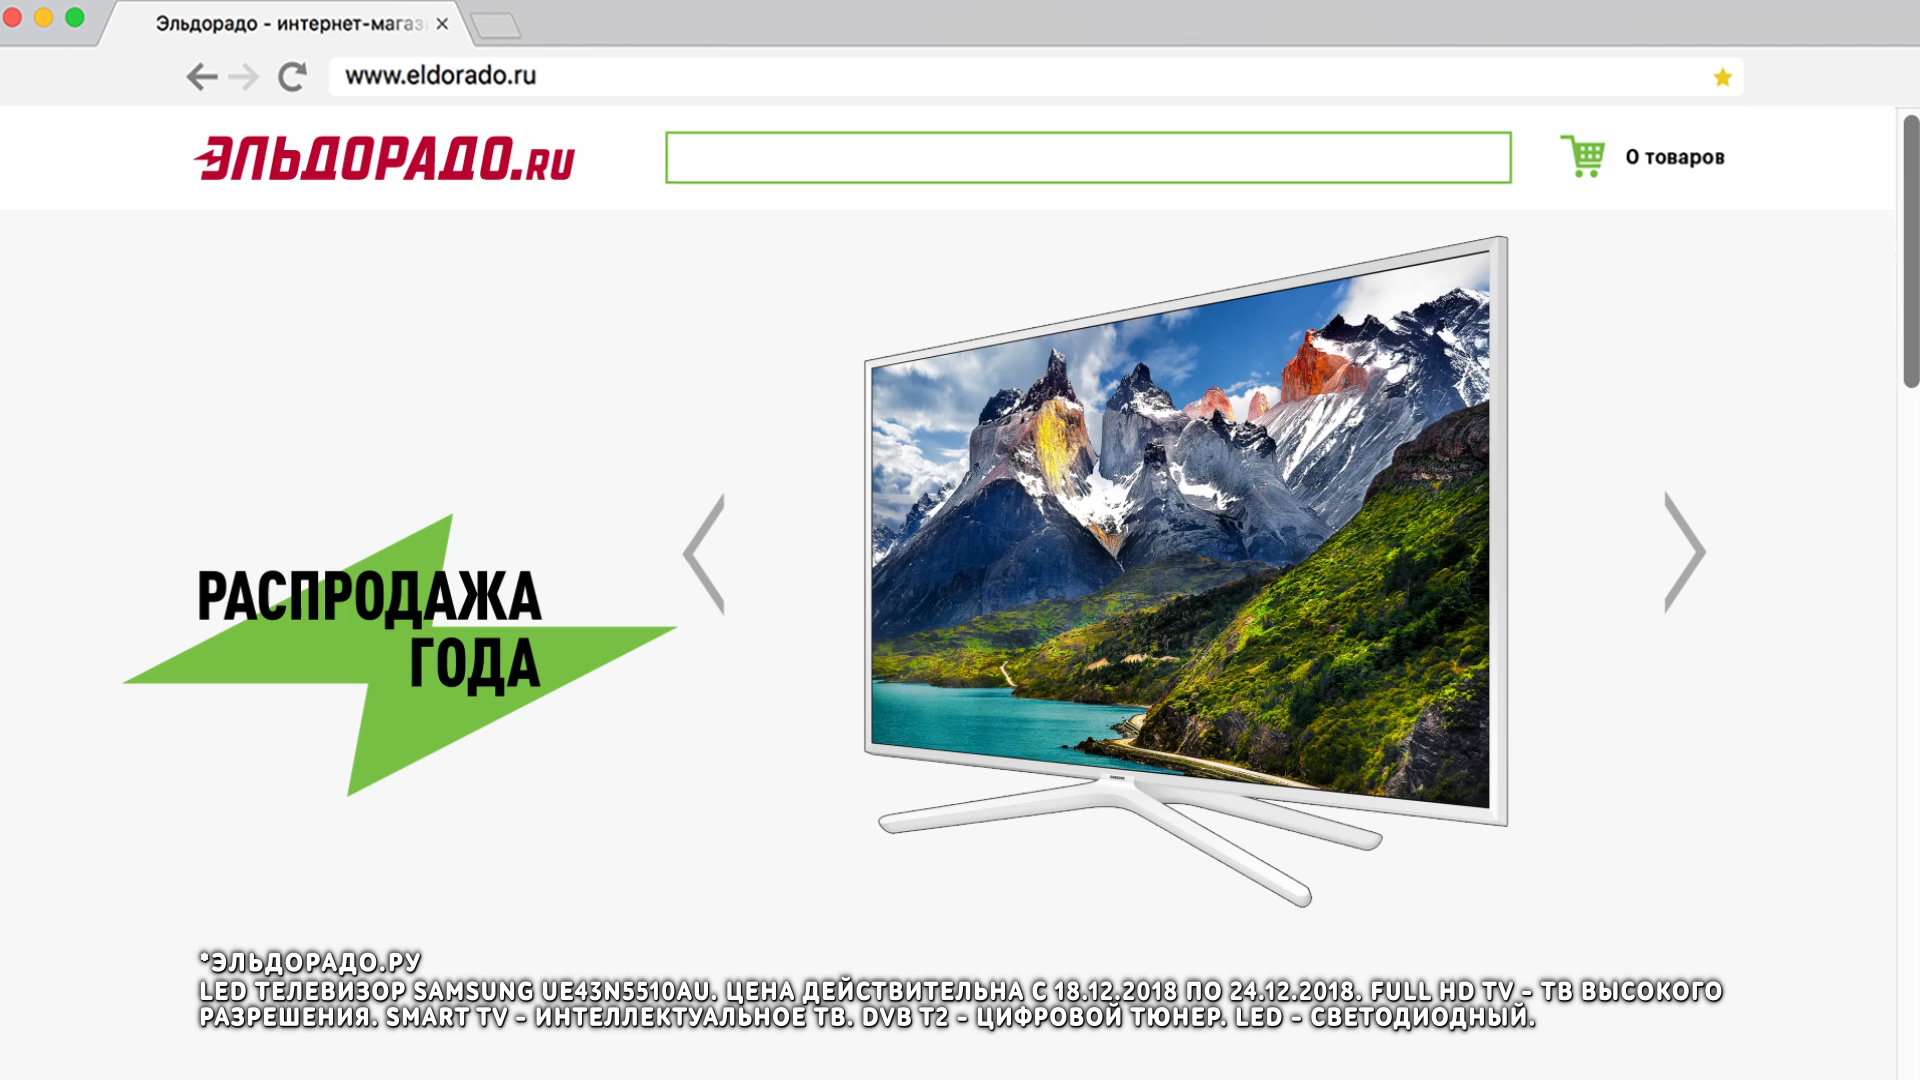 Эльдорадо - интернет-магаз
www.eldorado.ru
ЭЛЬДОРАДО.RU
0 товаров
РАСПРОДАЖА
ГОДА
SAMSUNG
*ЭЛЬДОРАДО.РУ
LED ТЕЛЕВИЗОР SAMSUNG UE43N5510AU. ЦЕНА ДЕЙСТВИТЕЛЬНА С 18.12.2018 ПО 24.12.2018. FULL HD TV - ТВ ВЫСОКОГО
РАЗРЕШЕНИЯ. SMART TV - ИНТЕЛЛЕКТУАЛЬНОЕ ТВ. DVB T2 - ЦИФРОВОЙ ТЮНЕР. LED - СВЕТОДИОДНЫЙ.